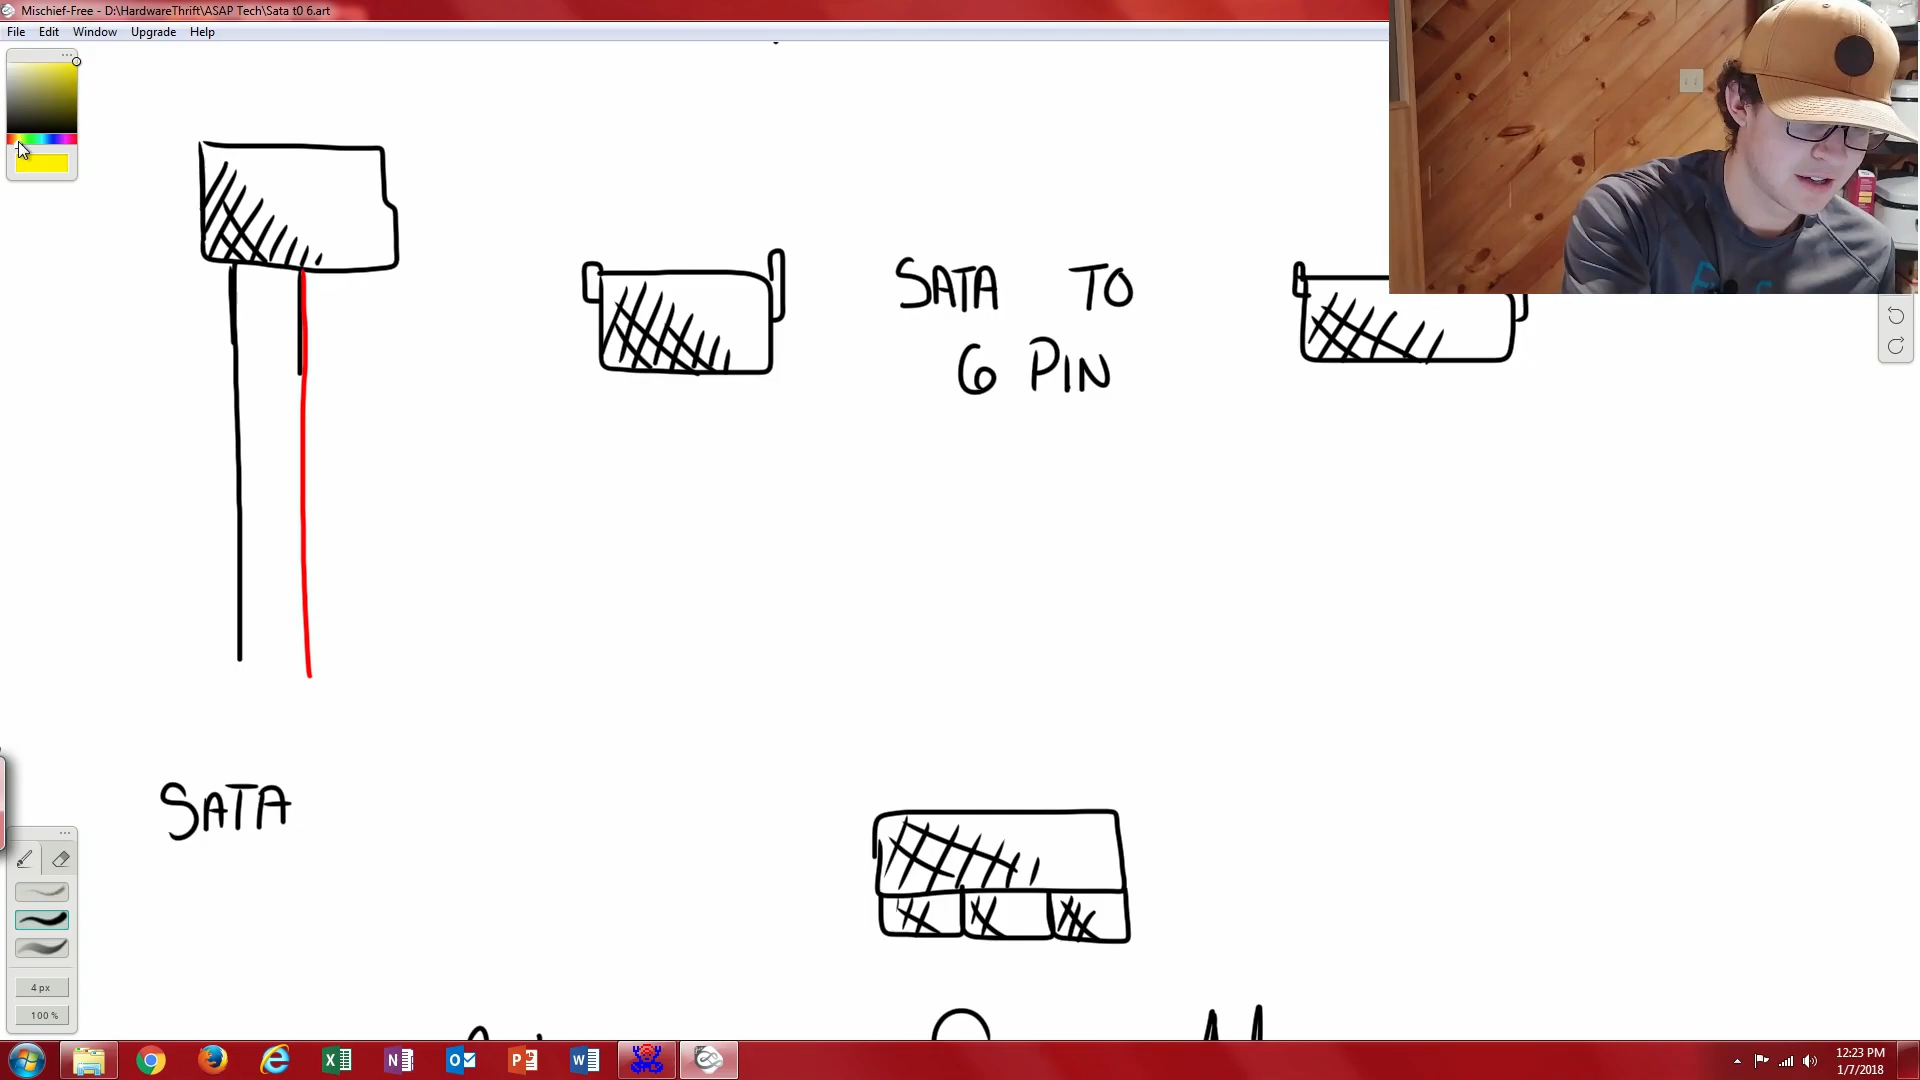 Mischief-Free - D:\HardwareThrift\ASAP Tech\Sata t0 6.art
File Edit Window Upgrade Help
SATA TO
6 PIN
SATA
4 px
100 %
12:23 PM
1/7/2018